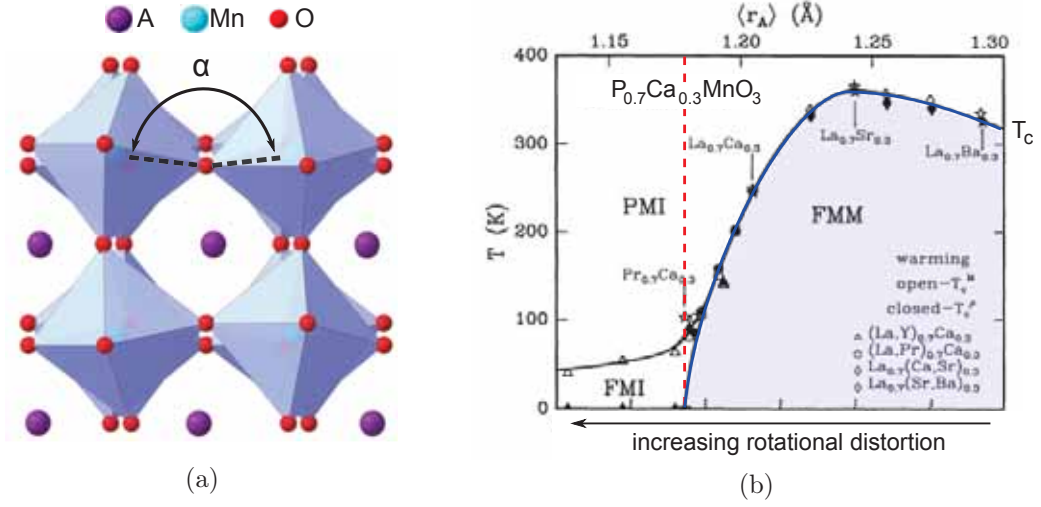 A Mn O
α
(a)
⟨r_A⟩ (Å)
1.15 1.20 1.25 1.30
400
300
200
100
0
T (K)
P0.7Ca0.3MnO3
La0.7Ca0.3
La0.7Sr0.3
La0.7Ba0.3
Tc
PMI
FMM
Pr0.7Ca0.3
FMI
warming
open-Tc^M
closed-Tc^ρ
(La,Y)0.7Ca0.3
(La,Pr)0.7Ca0.3
La0.7(Ca,Sr)0.3
La0.7(Sr,Ba)0.3
increasing rotational distortion
(b)